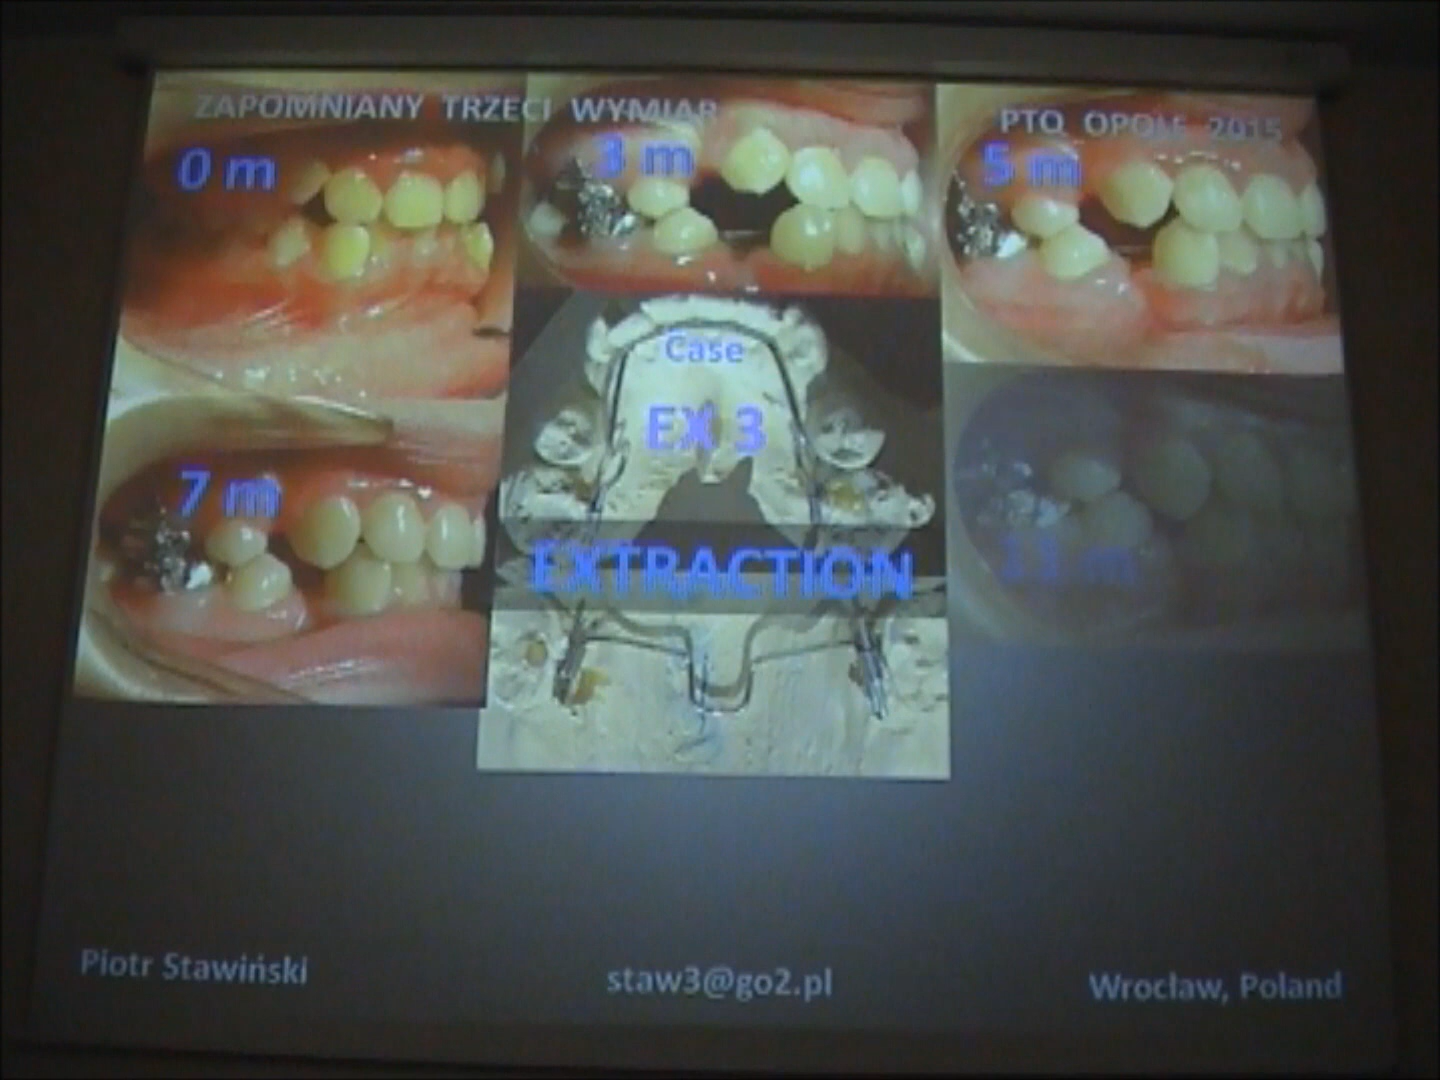 ZAPOMNIANY TRZECI WYMIAR
PTO OPOLE 2015
0 m
3 m
5 m
Case
EX 3
7 m
EXTRACTION
Piotr Stawiński
staw3@go2.pl
Wrocław, Poland